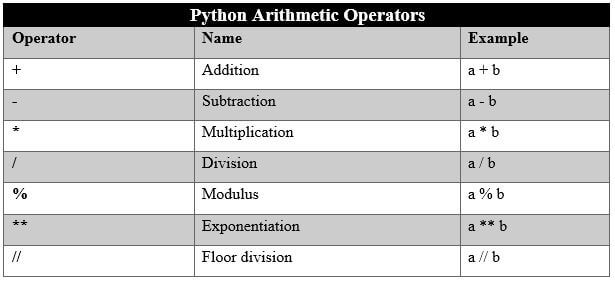 Python Arithmetic Operators
Operator Name Example
+ Addition a + b
- Subtraction a - b
* Multiplication a * b
/ Division a / b
% Modulus a % b
** Exponentiation a ** b
// Floor division a // b